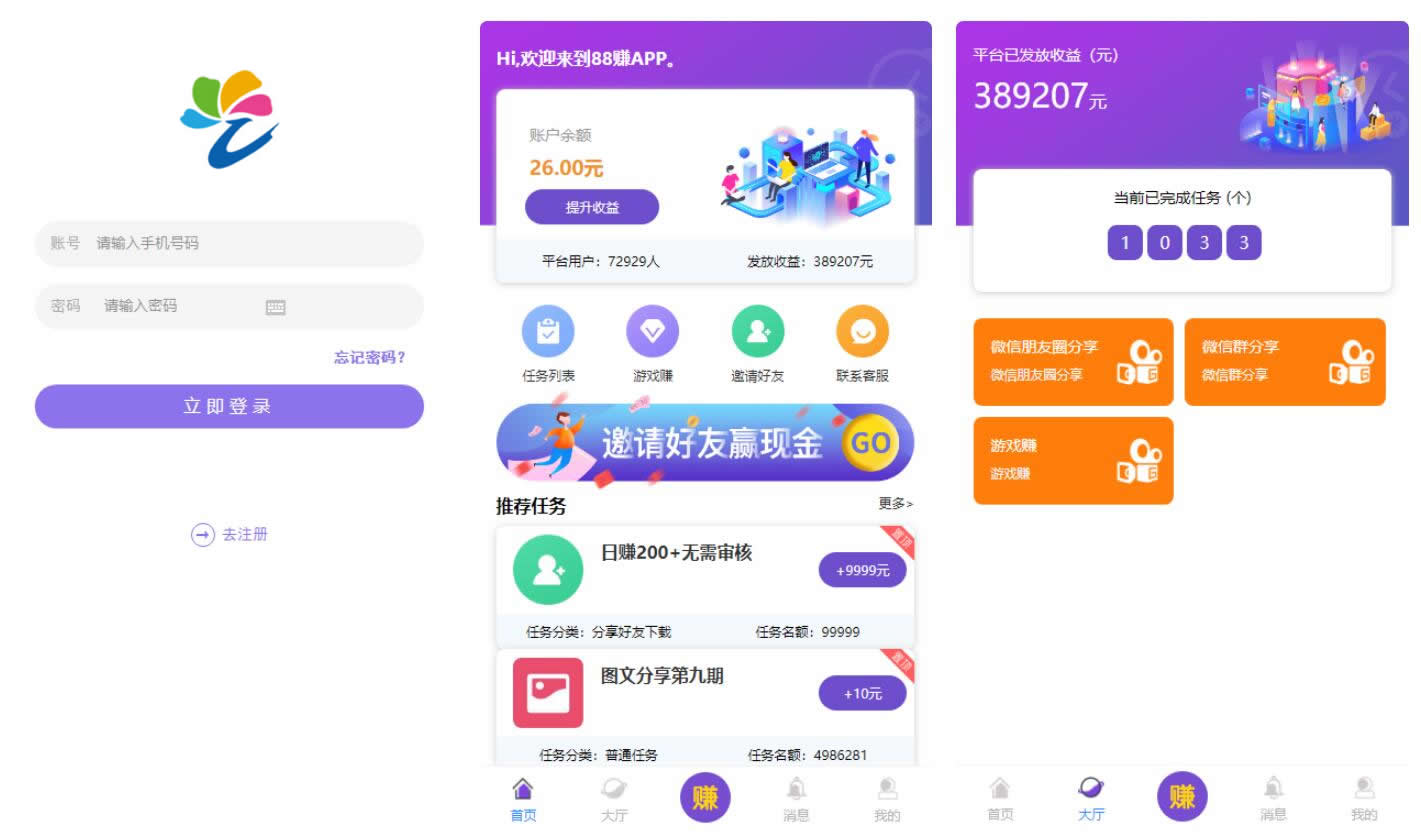 账号 请输入手机号码
密码 请输入密码
忘记密码？
立即登录
去注册
Hi,欢迎来到88赚APP。
账户余额
26.00元
提升收益
平台用户：72929人 发放收益：389207元
任务列表 游戏赚 邀请好友 联系客服
邀请好友赢现金 GO
推荐任务 更多>
置顶
日赚200+无需审核
+9999元
任务分类：分享好友下载 任务名额：99999
置顶
图文分享第九期
+10元
任务分类：普通任务 任务名额：4986281
赚
首页 大厅 消息 我的
平台已发放收益（元）
389207元
当前已完成任务 (个)
1 0 3 3
微信朋友圈分享 微信群分享
微信朋友圈分享 微信群分享
游戏赚
游戏赚
赚
首页 大厅 消息 我的